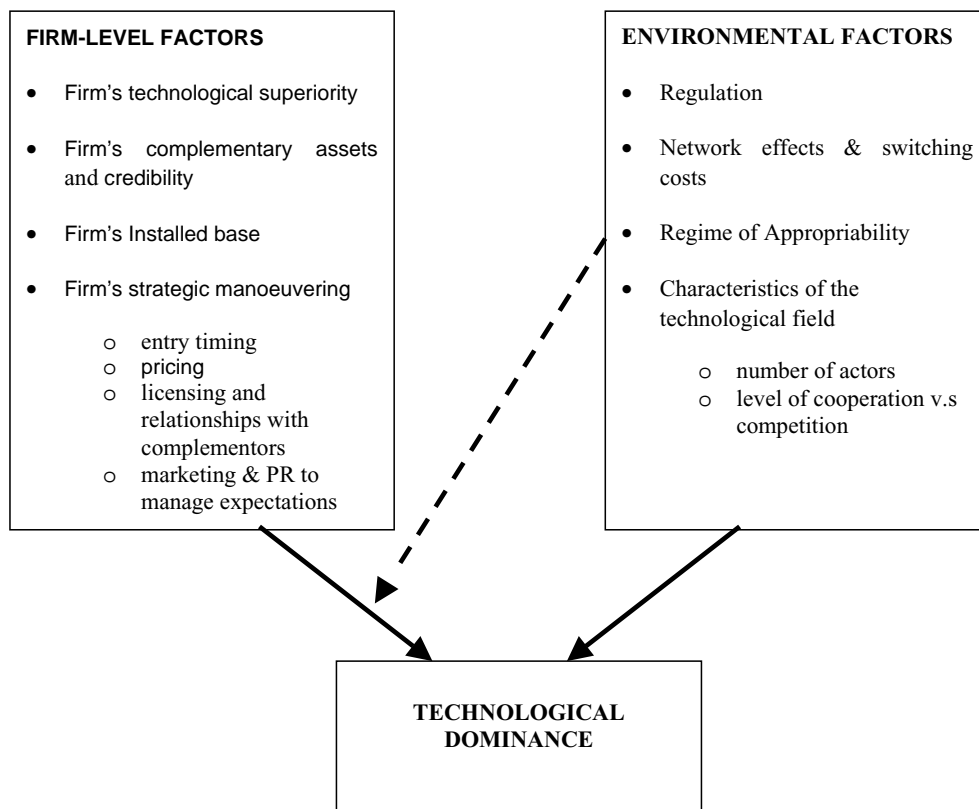 FIRM-LEVEL FACTORS
• Firm's technological superiority
• Firm's complementary assets
and credibility
• Firm's Installed base
• Firm's strategic manoeuvering
o entry timing
o pricing
o licensing and
relationships with
complementors
o marketing & PR to
manage expectations
ENVIRONMENTAL FACTORS
• Regulation
• Network effects & switching
costs
• Regime of Appropriability
• Characteristics of the
technological field
o number of actors
o level of cooperation v.s
competition
TECHNOLOGICAL
DOMINANCE